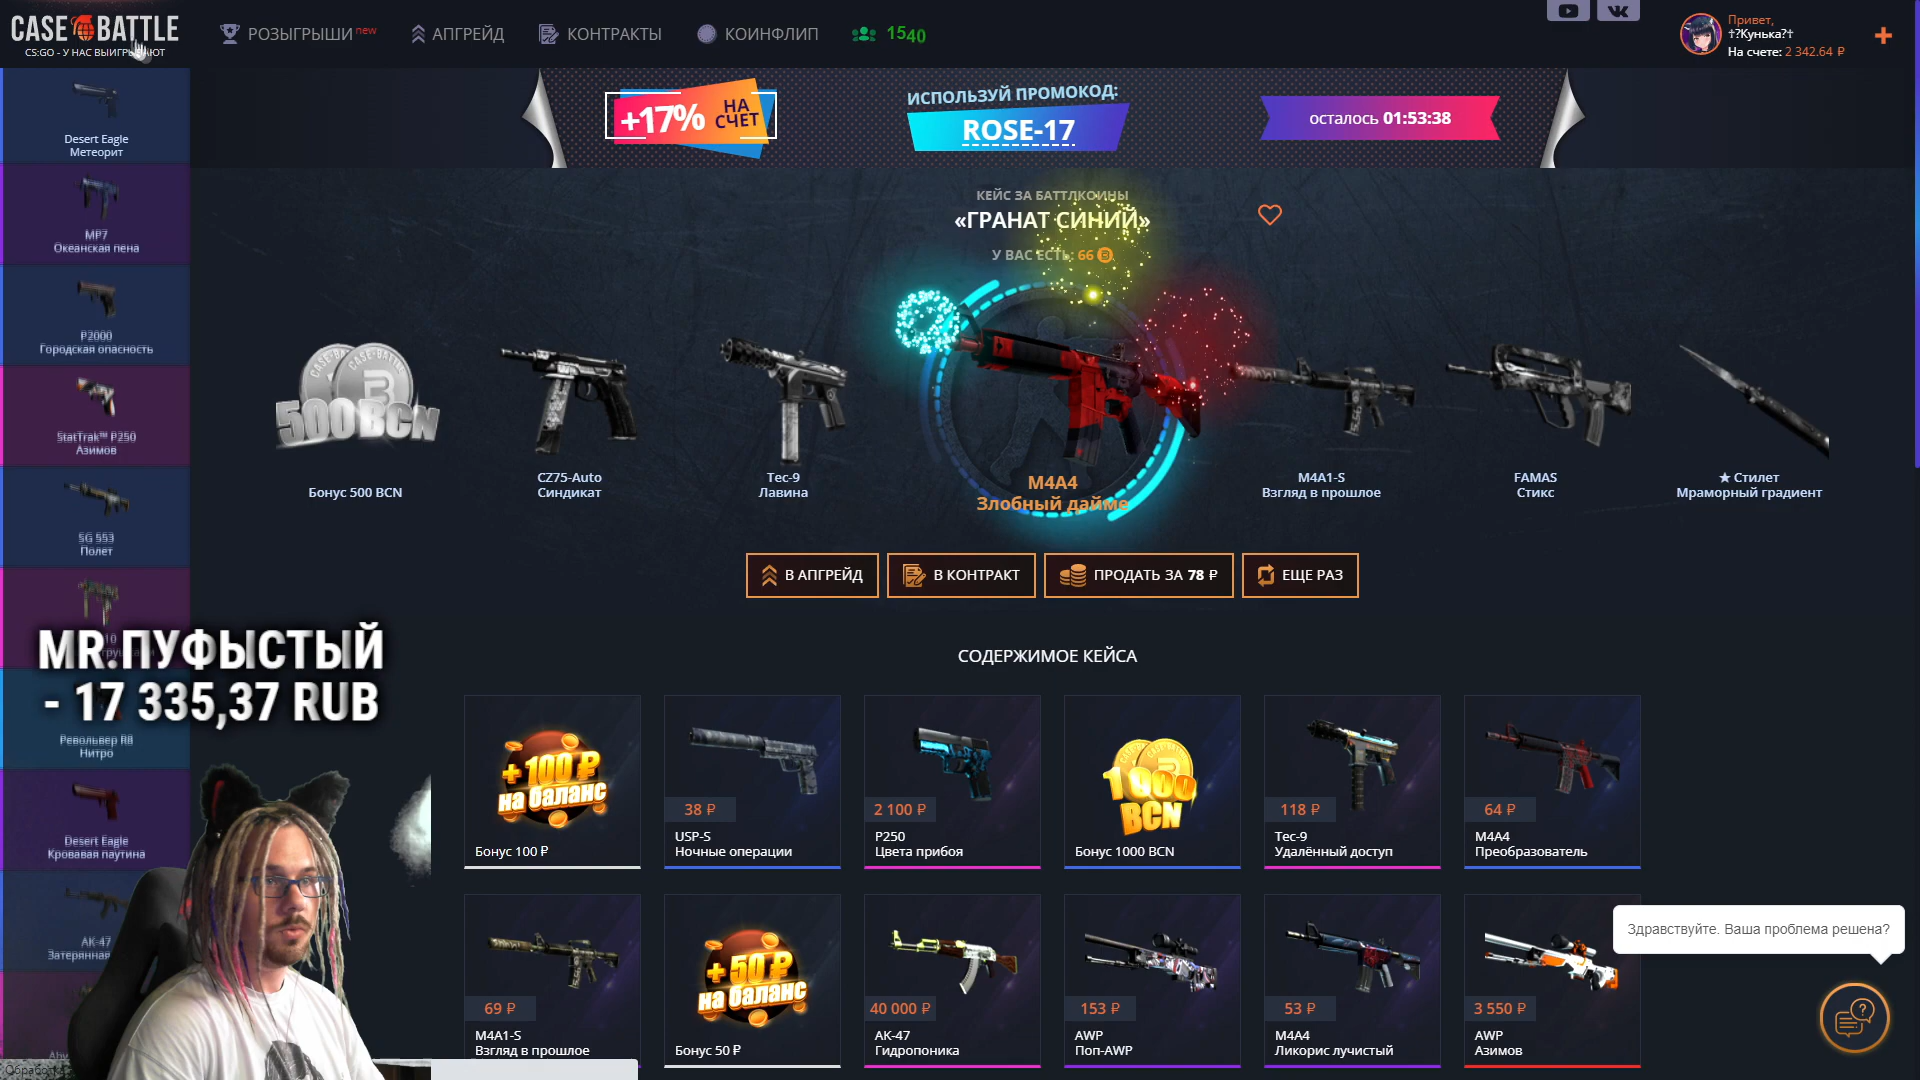 CASE BATTLE
CS:GO - У НАС ВЫИГРЫВАЮТ
РОЗЫГРЫШИ new
АПГРЕЙД
КОНТРАКТЫ
КОИНФЛИП
1540
Привет,
†?Кунька?†
На счете: 2 342.64 ₽
+17% НА СЧЕТ
ИСПОЛЬЗУЙ ПРОМОКОД:
ROSE-17
осталось 01:53:38
КЕЙС ЗА БАТТЛКОИНЫ
«ГРАНАТ СИНИЙ»
У ВАС ЕСТЬ: 66
500 BCN
Бонус 500 BCN
CZ75-Auto
Синдикат
Tec-9
Лавина
M4A4
Злобный дайме
M4A1-S
Взгляд в прошлое
FAMAS
Стикс
★ Стилет
Мраморный градиент
В АПГРЕЙД
В КОНТРАКТ
ПРОДАТЬ ЗА 78 ₽
ЕЩЕ РАЗ
СОДЕРЖИМОЕ КЕЙСА
+100 ₽
на баланс
Бонус 100 ₽
38 ₽
USP-S
Ночные операции
2 100 ₽
P250
Цвета прибоя
1000
BCN
Бонус 1000 BCN
118 ₽
Tec-9
Удалённый доступ
64 ₽
M4A4
Преобразователь
69 ₽
M4A1-S
Взгляд в прошлое
+50 ₽
на баланс
Бонус 50 ₽
40 000 ₽
AK-47
Гидропоника
153 ₽
AWP
Поп-AWP
53 ₽
M4A4
Ликорис лучистый
3 550 ₽
AWP
Азимов
Desert Eagle
Метеорит
MP7
Океанская пена
P2000
Городская опасность
StatTrak™ P250
Азимов
SG 553
Полет
MR.ПУФЫСТЫЙ
- 17 335,37 RUB
Револьвер R8
Нитро
Desert Eagle
Кровавая паутина
AK-47
Затерянная
Здравствуйте. Ваша проблема решена?